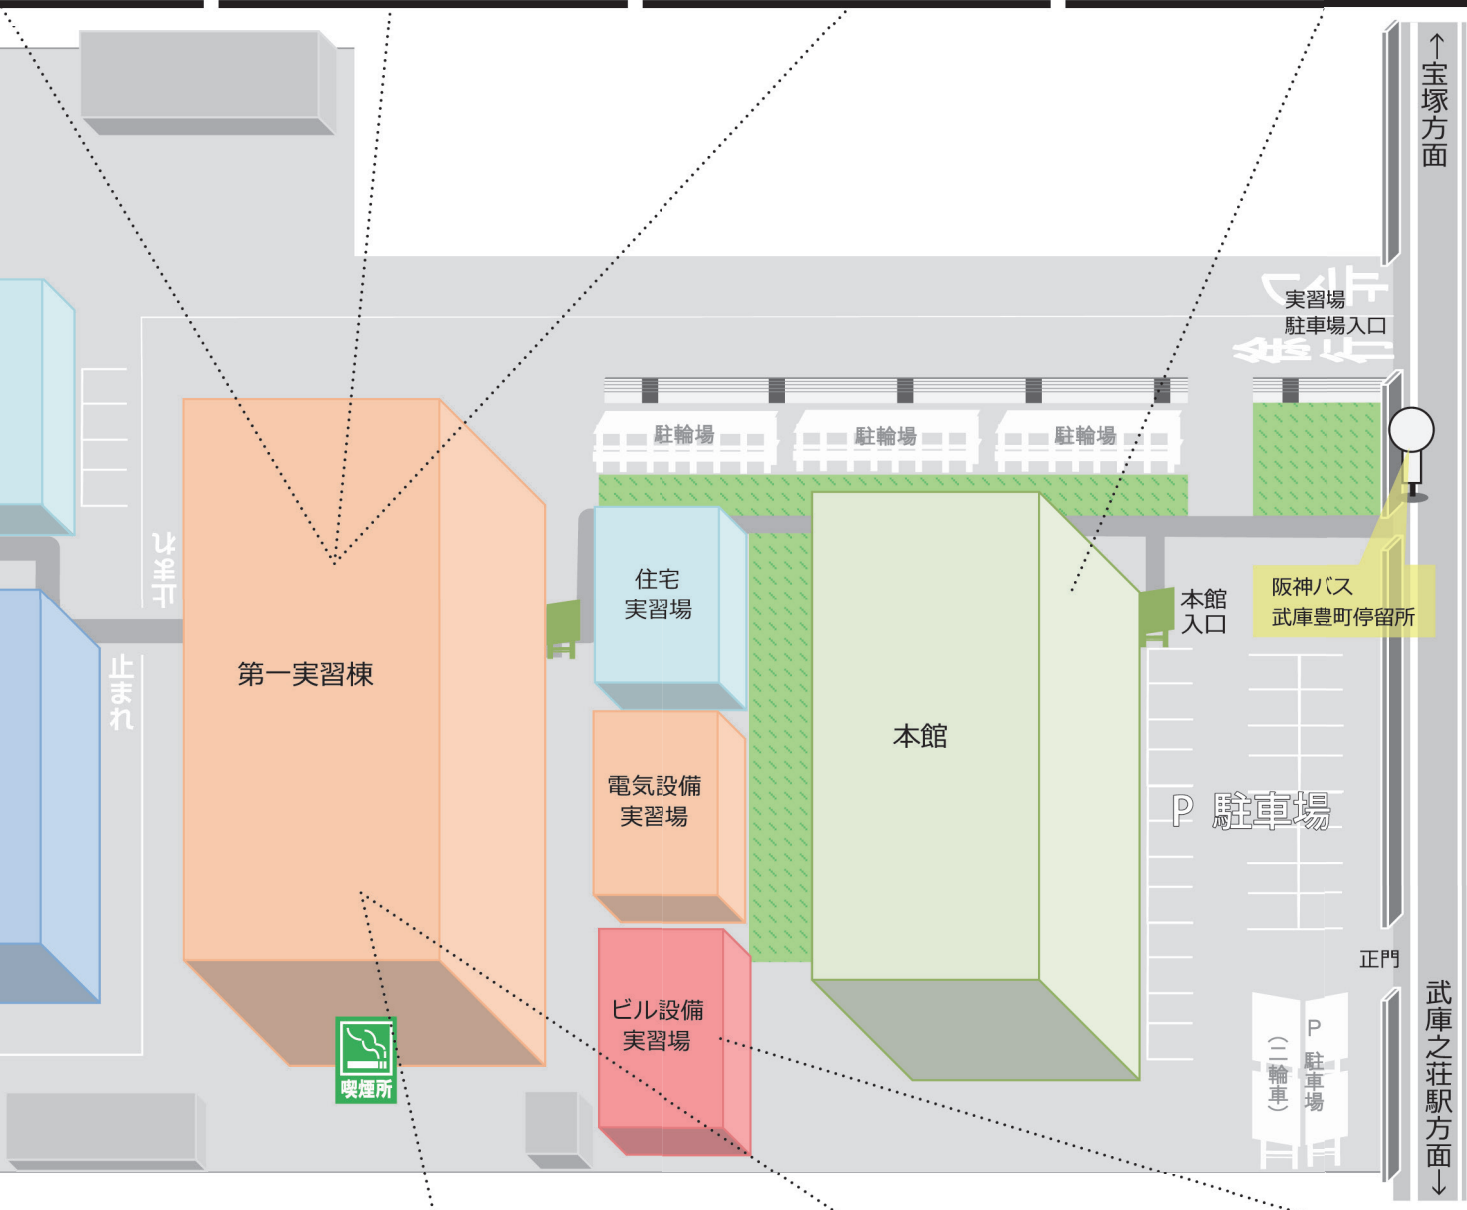 ↑宝塚方面
止
実習場
駐車場入口
徐行
駐輪場
駐輪場
駐輪場
止まれ
住宅
実習場
阪神バス
武庫豊町停留所
本館
入口
止まれ
第一実習棟
本館
電気設備
実習場
P 駐車場
正門
ビル設備
実習場
武庫之荘駅方面↓
P 駐車場
(二輪車)
喫煙所